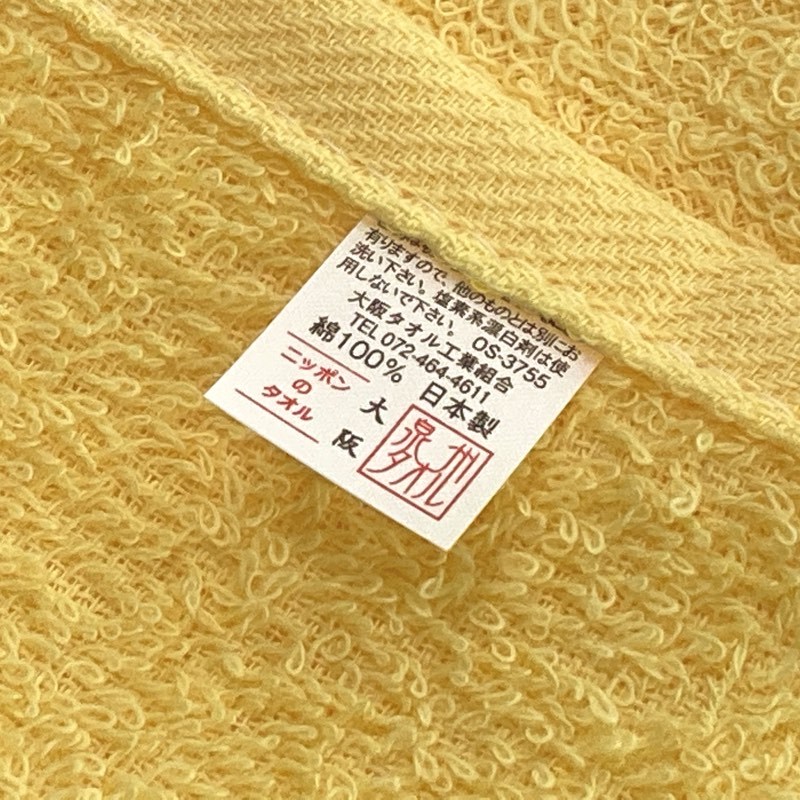 有りますので、他のものとは別にお
洗い下さい。塩素系漂白剤は使
用しないで下さい。 OS-3755
大阪タオル工業組合
TEL 072-464-4611
綿100% 日本製
ニッポン
の
タオル
大
阪
泉州
タオル